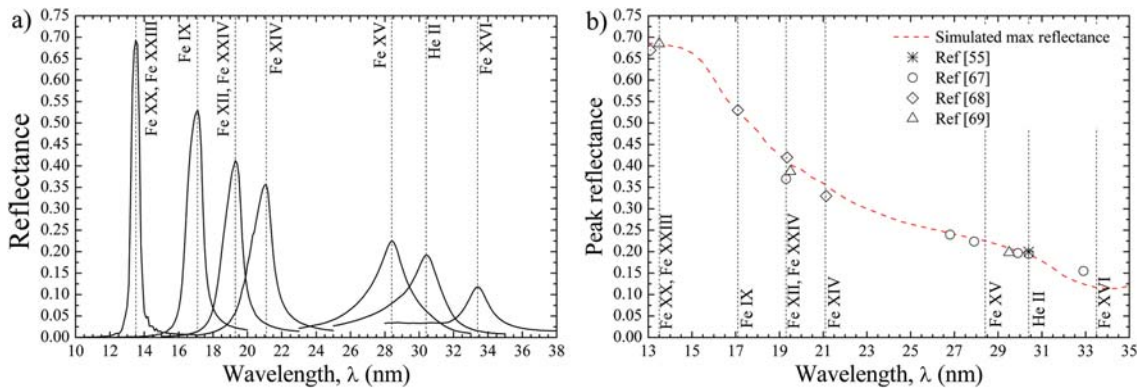 a)
Reflectance
0.75
0.70
0.65
0.60
0.55
0.50
0.45
0.40
0.35
0.30
0.25
0.20
0.15
0.10
0.05
0.00
Fe XX, Fe XXIII
Fe IX
Fe XII, Fe XXIV
Fe XIV
Fe XV
He II
Fe XVI
10 12 14 16 18 20 22 24 26 28 30 32 34 36 38
Wavelength, λ (nm)
b)
Peak reflectance
0.75
0.70
0.65
0.60
0.55
0.50
0.45
0.40
0.35
0.30
0.25
0.20
0.15
0.10
0.05
0.00
Simulated max reflectance
Ref [55]
Ref [67]
Ref [68]
Ref [69]
Fe XX, Fe XXIII
Fe IX
Fe XII, Fe XXIV
Fe XIV
Fe XV
He II
Fe XVI
13 15 17 19 21 23 25 27 29 31 33 35
Wavelength, λ (nm)